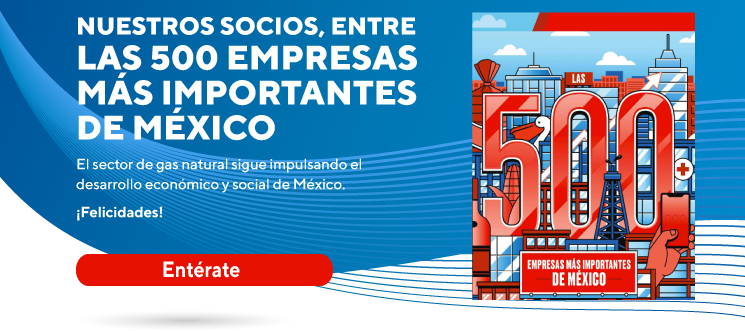 NUESTROS SOCIOS, ENTRE
LAS 500 EMPRESAS
MÁS IMPORTANTES
DE MÉXICO
El sector de gas natural sigue impulsando el
desarrollo económico y social de México.
¡Felicidades!
Entérate
LAS
500
EMPRESAS MÁS IMPORTANTES
DE MÉXICO